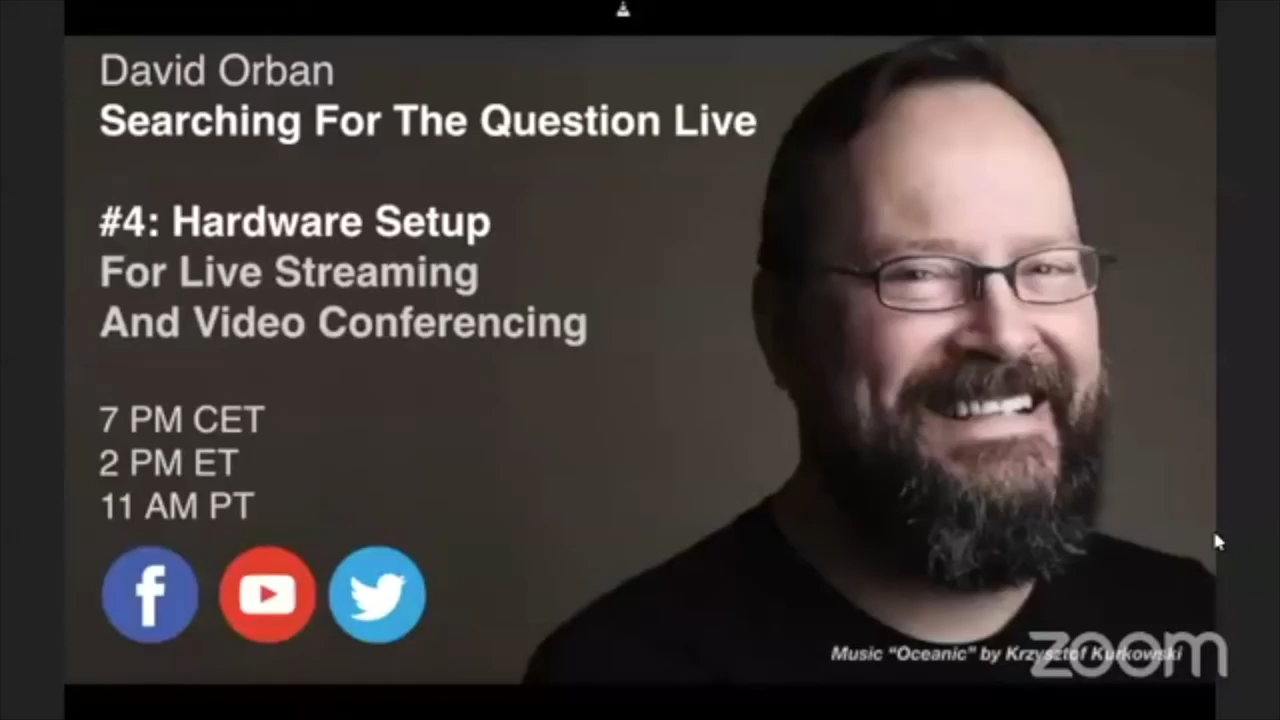 David Orban
Searching For The Question Live
#4: Hardware Setup
For Live Streaming
And Video Conferencing
7 PM CET
2 PM ET
11 AM PT
Music “Oceanic” by Krzysztof Kurkowski
zoom